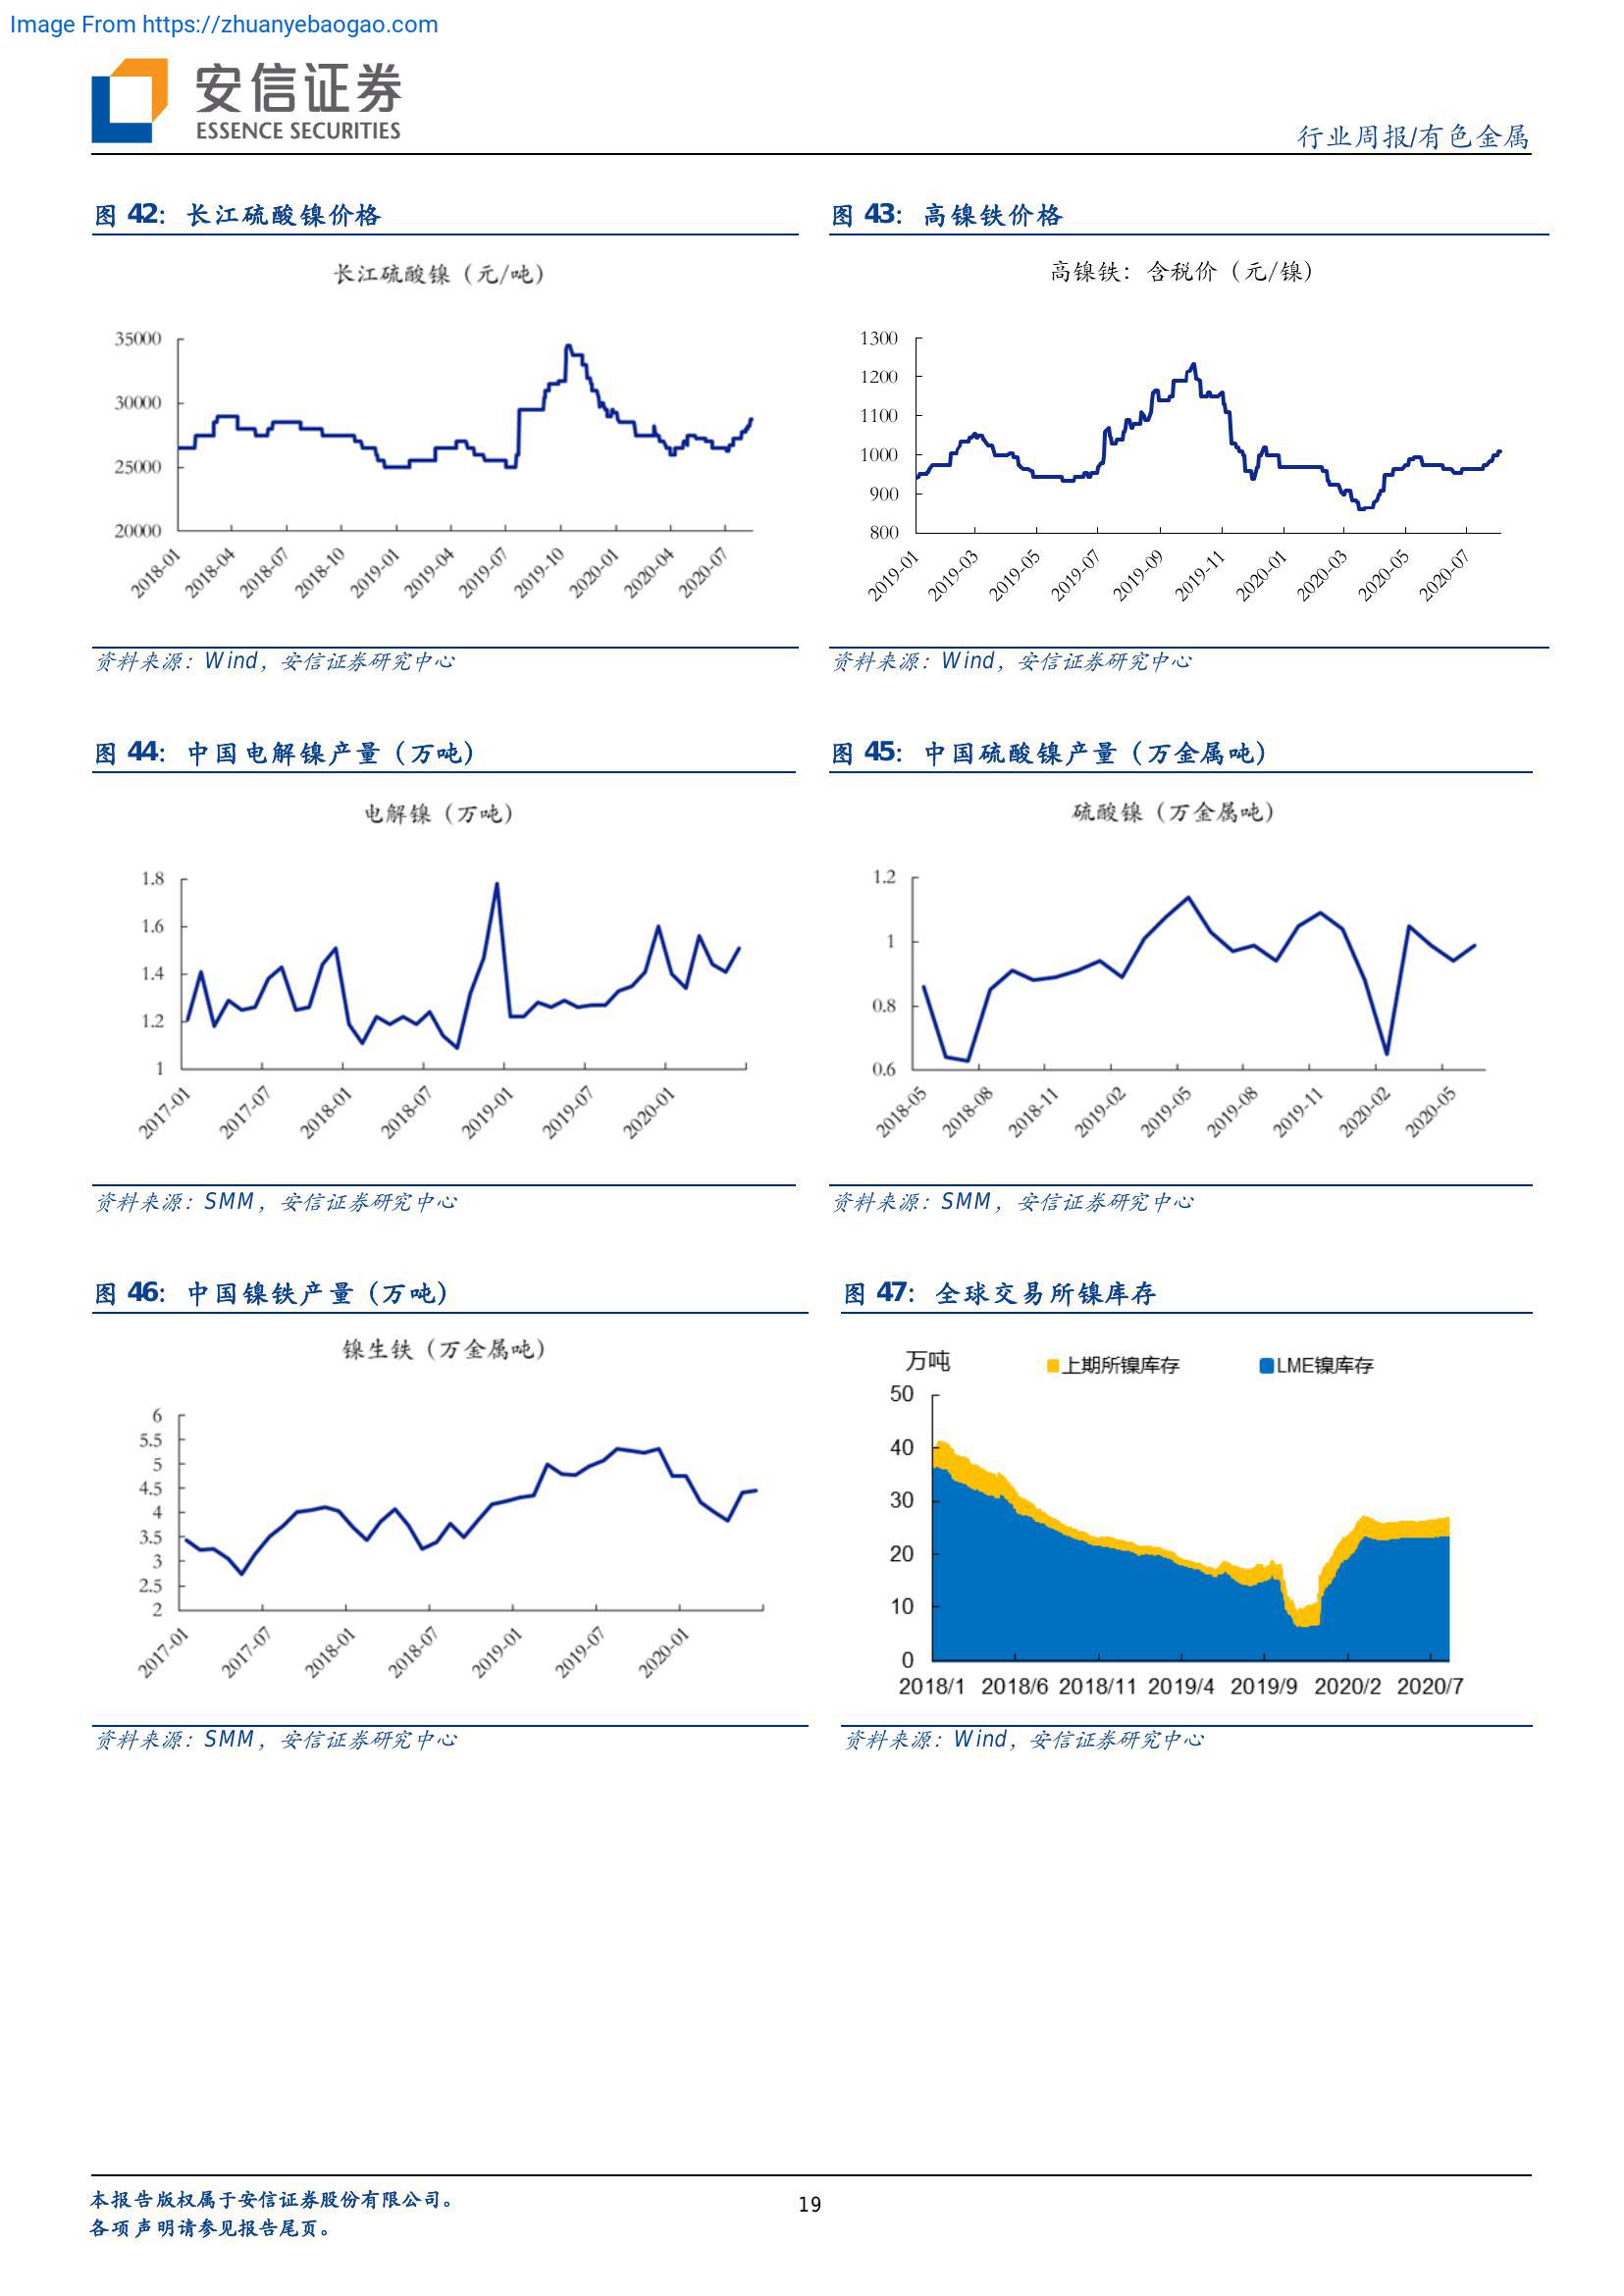 Image From https://zhuanyebaogao.com
安信证券
ESSENCE SECURITIES
行业周报/有色金属
图 42：长江硫酸镍价格
长江硫酸镍（元/吨）
35000
30000
25000
20000
2018-01 2018-04 2018-07 2018-10 2019-01 2019-04 2019-07 2019-10 2020-01 2020-04 2020-07
资料来源：Wind，安信证券研究中心
图 43：高镍铁价格
高镍铁：含税价（元/镍）
1300
1200
1100
1000
900
800
2019-01 2019-03 2019-05 2019-07 2019-09 2019-11 2020-01 2020-03 2020-05 2020-07
资料来源：Wind，安信证券研究中心
图 44：中国电解镍产量（万吨）
电解镍（万吨）
1.8
1.6
1.4
1.2
1
2017-01 2017-07 2018-01 2018-07 2019-01 2019-07 2020-01
资料来源：SMM，安信证券研究中心
图 45：中国硫酸镍产量（万金属吨）
硫酸镍（万金属吨）
1.2
1
0.8
0.6
2018-05 2018-08 2018-11 2019-02 2019-05 2019-08 2019-11 2020-02 2020-05
资料来源：SMM，安信证券研究中心
图 46：中国镍铁产量（万吨）
镍生铁（万金属吨）
6
5.5
5
4.5
4
3.5
3
2.5
2
2017-01 2017-07 2018-01 2018-07 2019-01 2019-07 2020-01
资料来源：SMM，安信证券研究中心
图 47：全球交易所镍库存
万吨 上期所镍库存 LME镍库存
50
40
30
20
10
0
2018/1 2018/6 2018/11 2019/4 2019/9 2020/2 2020/7
资料来源：Wind，安信证券研究中心
本报告版权属于安信证券股份有限公司。
各项声明请参见报告尾页。
19